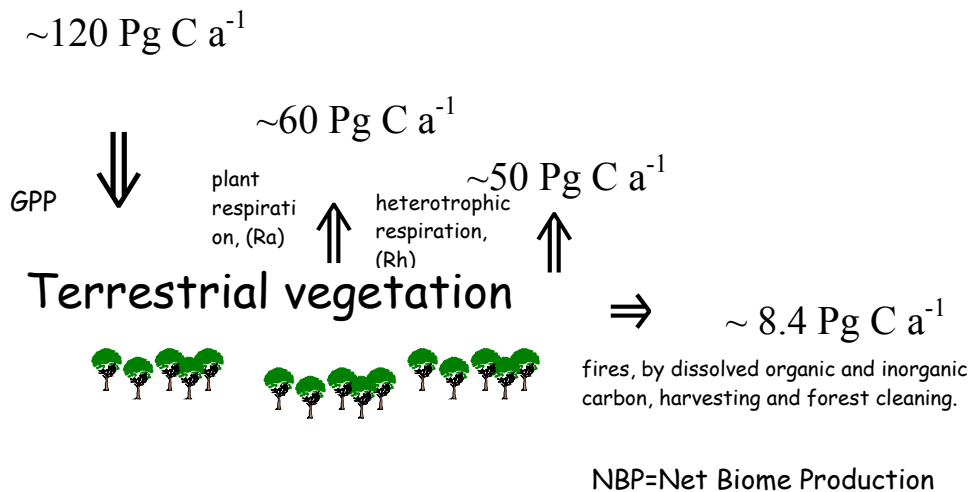 ~120 Pg C a⁻¹
~60 Pg C a⁻¹
~50 Pg C a⁻¹
GPP
plant
respirati
on, (Ra)
heterotrophic
respiration,
(Rh)
Terrestrial vegetation
~ 8.4 Pg C a⁻¹
fires, by dissolved organic and inorganic
carbon, harvesting and forest cleaning.
NBP=Net Biome Production